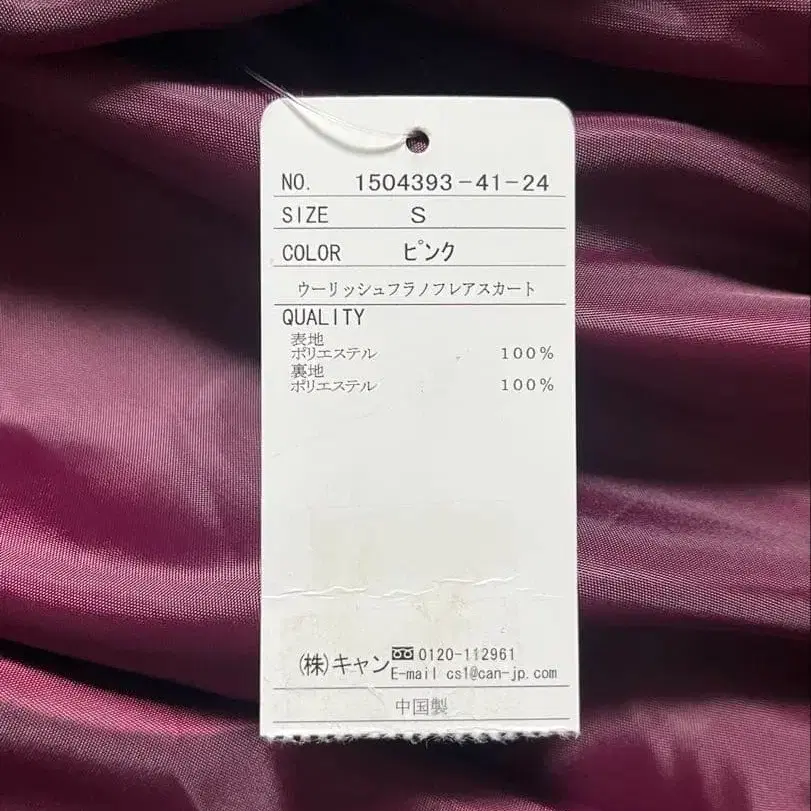 NO. 1504393-41-24
SIZE S
COLOR ピンク
ウーリッシュフラノフレアスカート
QUALITY
表地
ポリエステル 100%
裏地
ポリエステル 100%
(株)キャン 0120-112961
E-mail cs1@can-jp.com
中国製